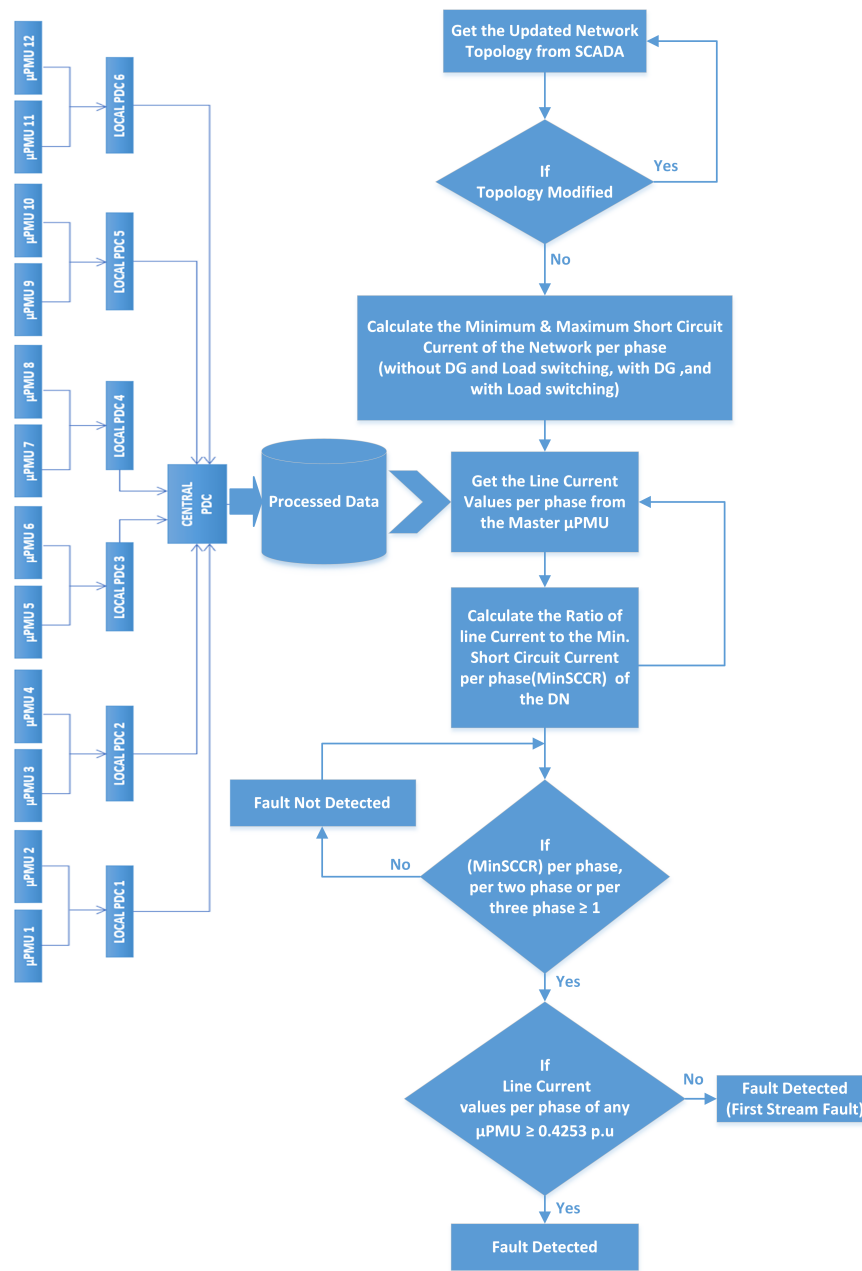 Get the Updated Network
Topology from SCADA
If
Topology Modified
Yes
No
Calculate the Minimum & Maximum Short Circuit
Current of the Network per phase
(without DG and Load switching, with DG ,and
with Load switching)
Get the Line Current
Values per phase from
the Master µPMU
Calculate the Ratio of
line Current to the Min.
Short Circuit Current
per phase(MinSCCR) of
the DN
Fault Not Detected
No
If
(MinSCCR) per phase,
per two phase or per
three phase ≥ 1
Yes
If
Line Current
values per phase of any
µPMU ≥ 0.4253 p.u
No
Fault Detected
(First Stream Fault)
Yes
Fault Detected
µPMU 12
µPMU 11
LOCAL PDC 6
µPMU 10
µPMU 9
LOCAL PDC 5
µPMU 8
µPMU 7
LOCAL PDC 4
µPMU 6
µPMU 5
LOCAL PDC 3
µPMU 4
µPMU 3
LOCAL PDC 2
µPMU 2
µPMU 1
LOCAL PDC 1
CENTRAL
PDC
Processed Data